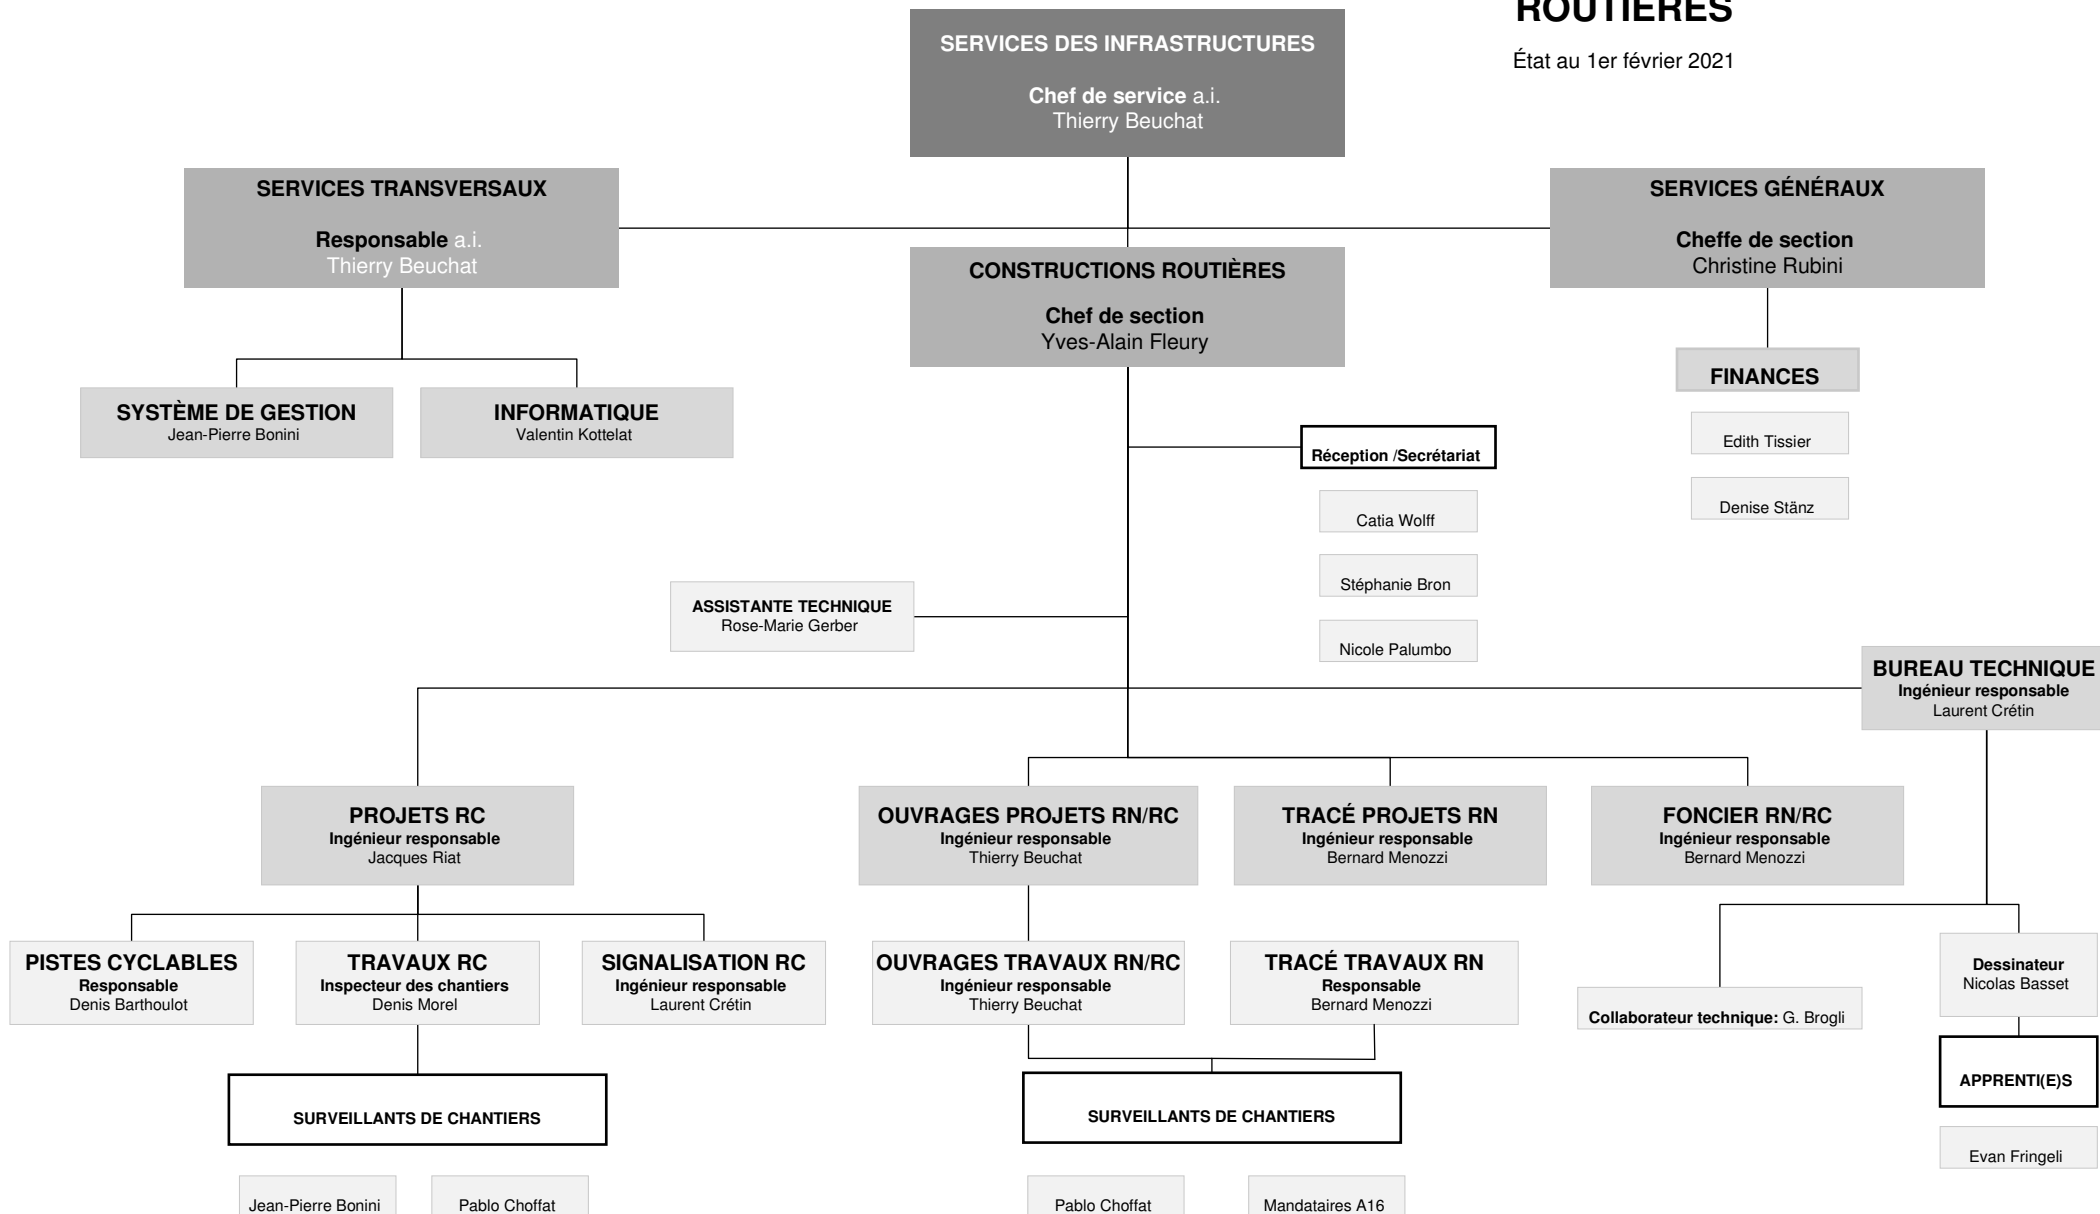 ROUTIÈRES
État au 1er février 2021
SERVICES DES INFRASTRUCTURES
Chef de service a.i.
Thierry Beuchat
SERVICES TRANSVERSAUX
Responsable a.i.
Thierry Beuchat
SERVICES GÉNÉRAUX
Cheffe de section
Christine Rubini
CONSTRUCTIONS ROUTIÈRES
Chef de section
Yves-Alain Fleury
SYSTÈME DE GESTION
Jean-Pierre Bonini
INFORMATIQUE
Valentin Kottelat
FINANCES
Edith Tissier
Denise Stänz
Réception /Secrétariat
Catia Wolff
Stéphanie Bron
Nicole Palumbo
ASSISTANTE TECHNIQUE
Rose-Marie Gerber
BUREAU TECHNIQUE
Ingénieur responsable
Laurent Crétin
PROJETS RC
Ingénieur responsable
Jacques Riat
OUVRAGES PROJETS RN/RC
Ingénieur responsable
Thierry Beuchat
TRACÉ PROJETS RN
Ingénieur responsable
Bernard Menozzi
FONCIER RN/RC
Ingénieur responsable
Bernard Menozzi
PISTES CYCLABLES
Responsable
Denis Barthoulot
TRAVAUX RC
Inspecteur des chantiers
Denis Morel
SIGNALISATION RC
Ingénieur responsable
Laurent Crétin
OUVRAGES TRAVAUX RN/RC
Ingénieur responsable
Thierry Beuchat
TRACÉ TRAVAUX RN
Responsable
Bernard Menozzi
Collaborateur technique: G. Brogli
Dessinateur
Nicolas Basset
APPRENTI(E)S
Evan Fringeli
SURVEILLANTS DE CHANTIERS
Jean-Pierre Bonini
Pablo Choffat
SURVEILLANTS DE CHANTIERS
Pablo Choffat
Mandataires A16